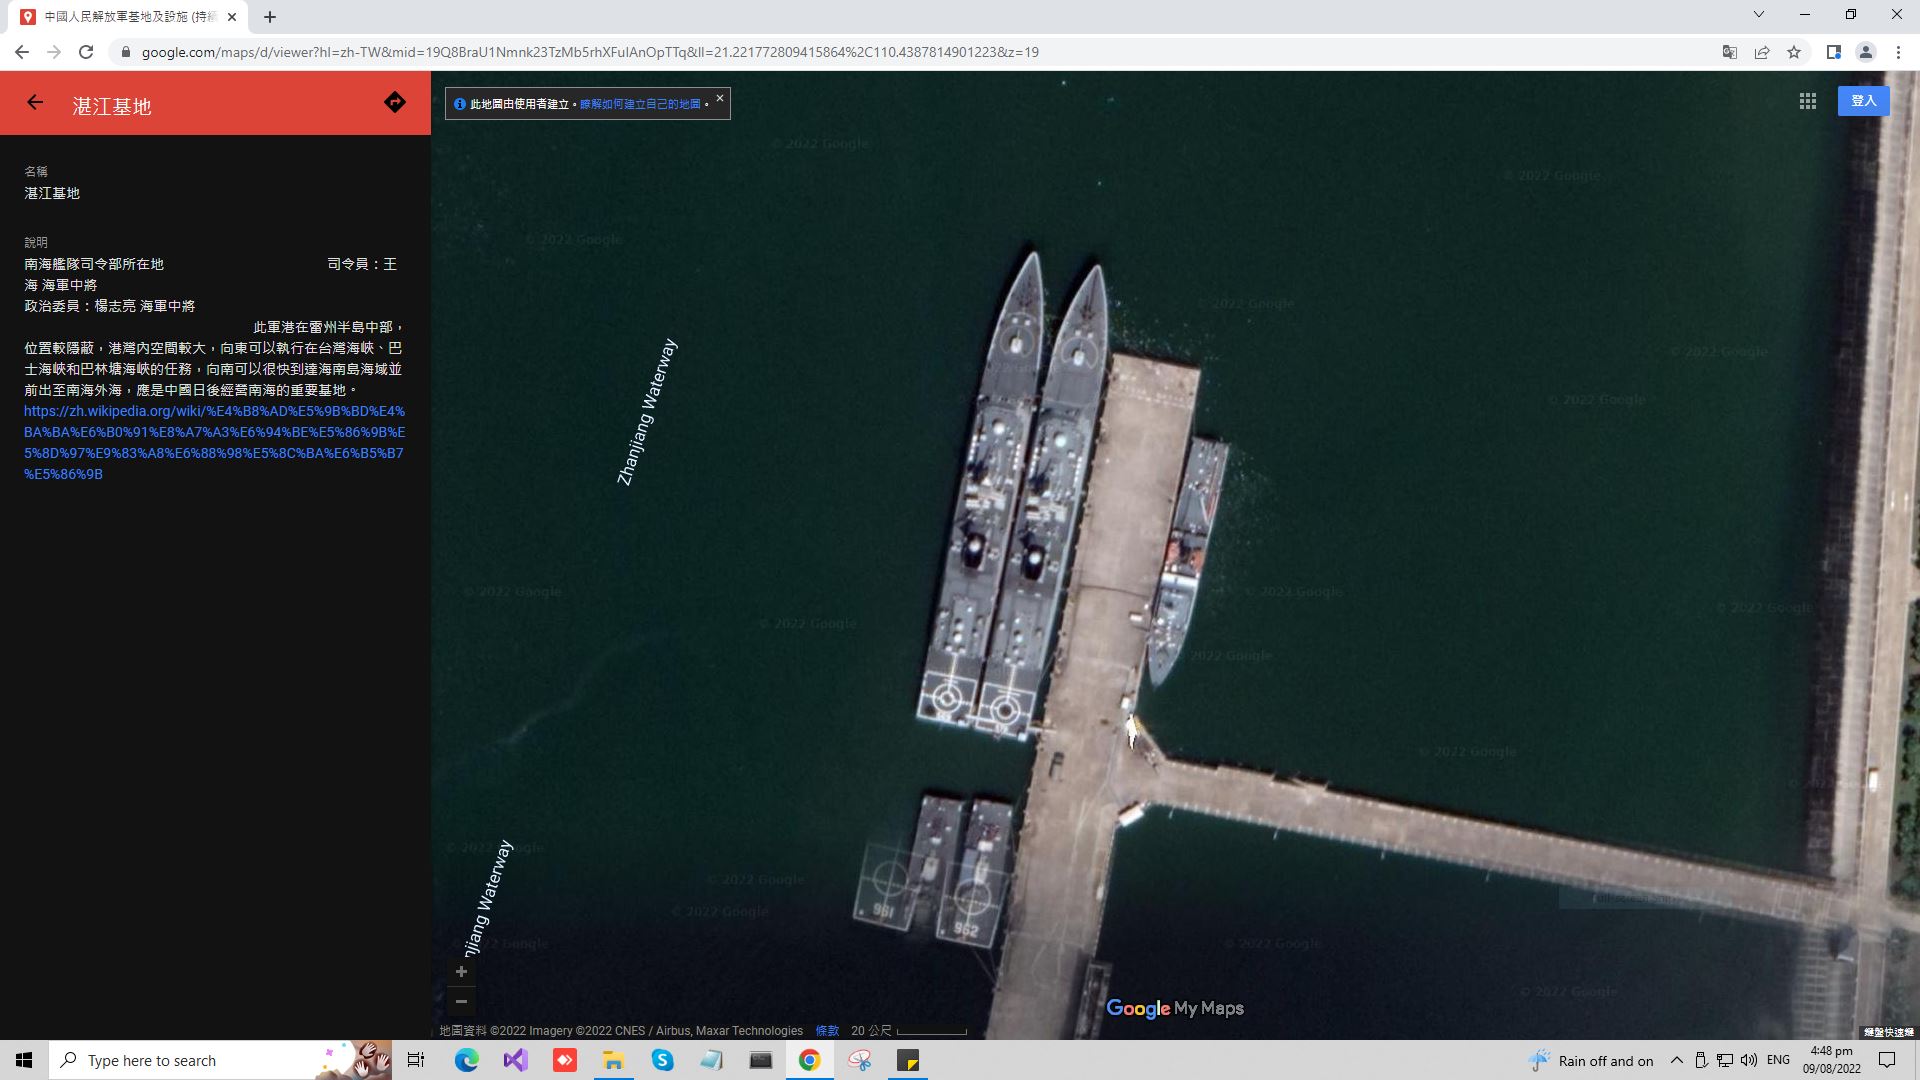 中國人民解放軍基地及設施 (持續
google.com/maps/d/viewer?hl=zh-TW&mid=19Q8BraU1Nmnk23TzMb5rhXFulAnOpTTq&ll=21.221772809415864%2C110.4387814901223&z=19
湛江基地
此地圖由使用者建立。瞭解如何建立自己的地圖。
登入
名稱
湛江基地
說明
南海艦隊司令部所在地 司令員：王
海 海軍中將
政治委員：楊志亮 海軍中將
此軍港在雷州半島中部，
位置較隱蔽，港灣內空間較大，向東可以執行在台灣海峽、巴
士海峽和巴林塘海峽的任務，向南可以很快到達海南島海域並
前出至南海外海，應是中國日後經營南海的重要基地。
https://zh.wikipedia.org/wiki/%E4%B8%AD%E5%9B%BD%E4%
BA%BA%E6%B0%91%E8%A7%A3%E6%94%BE%E5%86%9B%E
5%8D%97%E9%83%A8%E6%88%98%E5%8C%BA%E6%B5%B7
%E5%86%9B
© 2022 Google
Zhanjiang Waterway
njiang Waterway
961
962
Google My Maps
地圖資料 ©2022 Imagery ©2022 CNES / Airbus, Maxar Technologies 條款 20 公尺
鍵盤快速鍵
Type here to search
Rain off and on
ENG
4:48 pm
09/08/2022